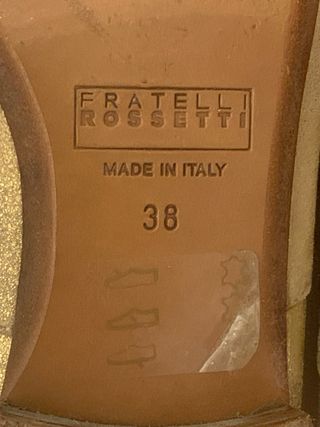 FRATELLI
ROSSETTI
MADE IN ITALY
38